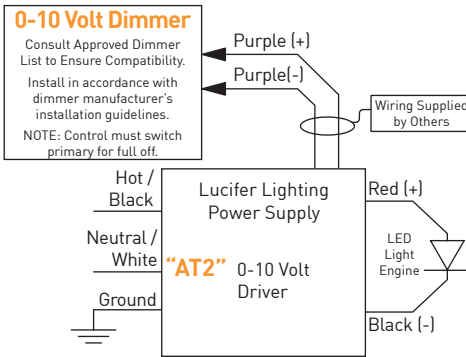 0-10 Volt Dimmer
Consult Approved Dimmer
List to Ensure Compatibility.
Install in accordance with
dimmer manufacturer's
installation guidelines.
NOTE: Control must switch
primary for full off.
Purple (+)
Purple(-)
Wiring Supplied
by Others
Hot /
Black
Neutral /
White
Ground
Lucifer Lighting
Power Supply
"AT2" 0-10 Volt
Driver
Red (+)
LED
Light
Engine
Black (-)